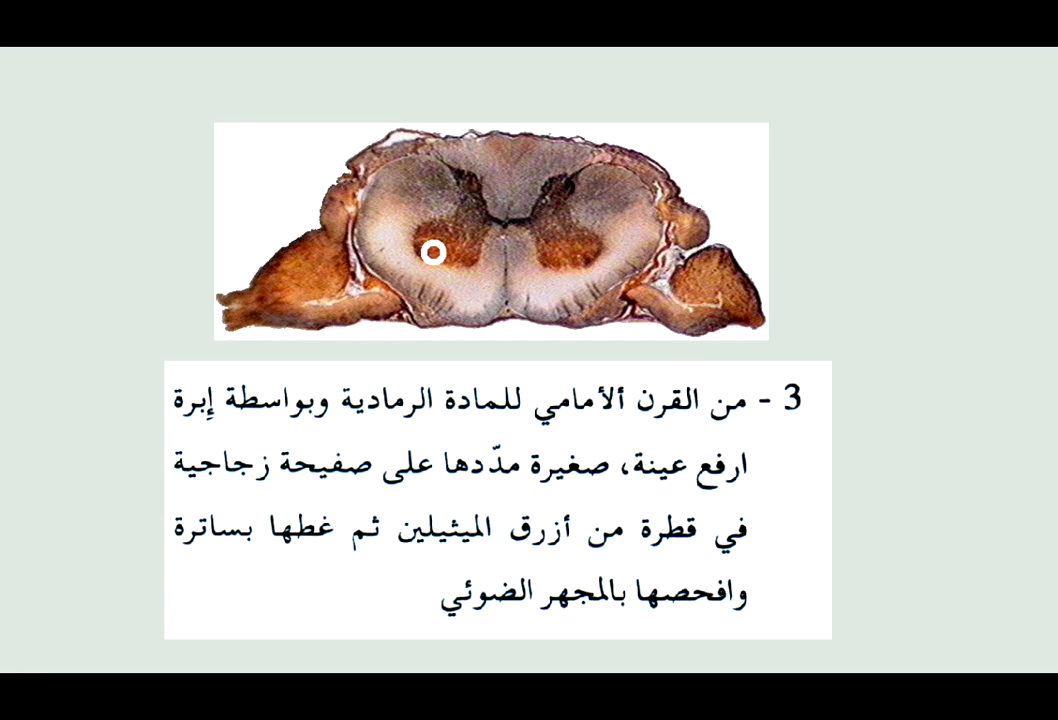 3 - من القرن ألأمامي للمادة الرمادية وبواسطة إِبرة
ارفع عينة، صغيرة مدّدها على صفيحة زجاجية
في قطرة من أزرق الميثيلين ثم غطها بساترة
وافحصها بالمجهر الضوئي